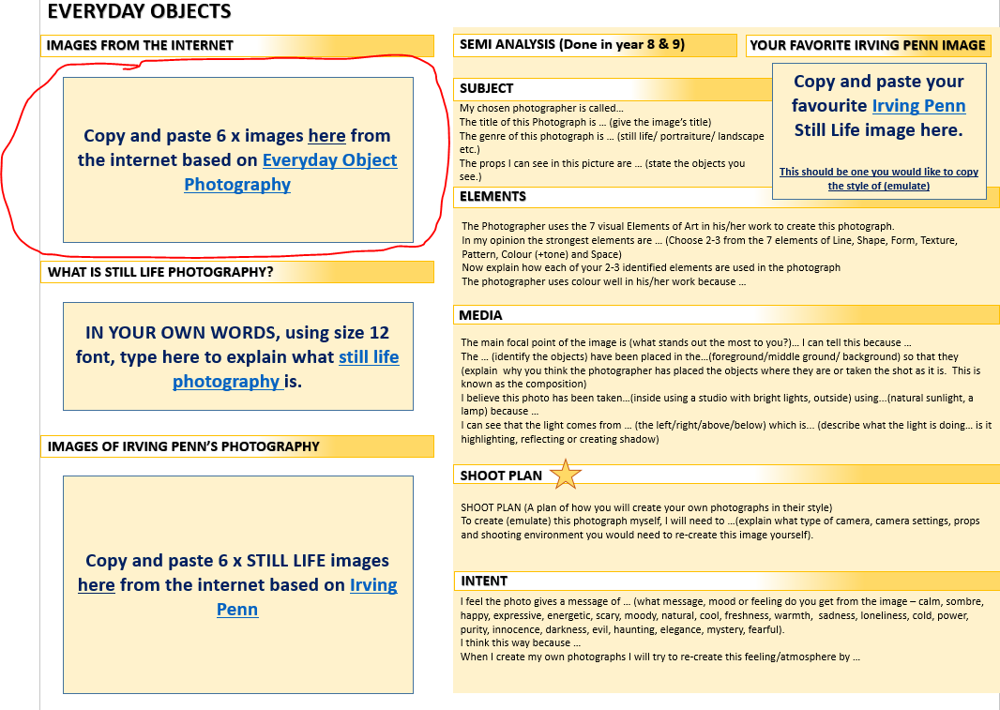 EVERYDAY OBJECTS
IMAGES FROM THE INTERNET
Copy and paste 6 x images here from
the internet based on Everyday Object
Photography
WHAT IS STILL LIFE PHOTOGRAPHY?
IN YOUR OWN WORDS, using size 12
font, type here to explain what still life
photography is.
IMAGES OF IRVING PENN'S PHOTOGRAPHY
Copy and paste 6 x STILL LIFE images
here from the internet based on Irving
Penn
SEMI ANALYSIS (Done in year 8 & 9)
YOUR FAVORITE IRVING PENN IMAGE
Copy and paste your
favourite Irving Penn
Still Life image here.
This should be one you would like to copy
the style of (emulate)
SUBJECT
My chosen photographer is called...
The title of this Photograph is ... (give the image's title)
The genre of this photograph is ... (still life/ portraiture/ landscape
etc.)
The props I can see in this picture are ... (state the objects you
see.)
ELEMENTS
The Photographer uses the 7 visual Elements of Art in his/her work to create this photograph.
In my opinion the strongest elements are ... (Choose 2-3 from the 7 elements of Line, Shape, Form, Texture,
Pattern, Colour (+tone) and Space)
Now explain how each of your 2-3 identified elements are used in the photograph
The photographer uses colour well in his/her work because ...
MEDIA
The main focal point of the image is (what stands out the most to you?)... I can tell this because ...
The ... (identify the objects) have been placed in the...(foreground/middle ground/ background) so that they
(explain  why you think the photographer has placed the objects where they are or taken the shot as it is.  This is
known as the composition)
I believe this photo has been taken...(inside using a studio with bright lights, outside) using...(natural sunlight, a
lamp) because ...
I can see that the light comes from ... (the left/right/above/below) which is... (describe what the light is doing... is it
highlighting, reflecting or creating shadow)
SHOOT PLAN
SHOOT PLAN (A plan of how you will create your own photographs in their style)
To create (emulate) this photograph myself, I will need to ...(explain what type of camera, camera settings, props
and shooting environment you would need to re-create this image yourself).
INTENT
I feel the photo gives a message of ... (what message, mood or feeling do you get from the image – calm, sombre,
happy, expressive, energetic, scary, moody, natural, cool, freshness, warmth,  sadness, loneliness, cold, power,
purity, innocence, darkness, evil, haunting, elegance, mystery, fearful).
I think this way because ...
When I create my own photographs I will try to re-create this feeling/atmosphere by ...